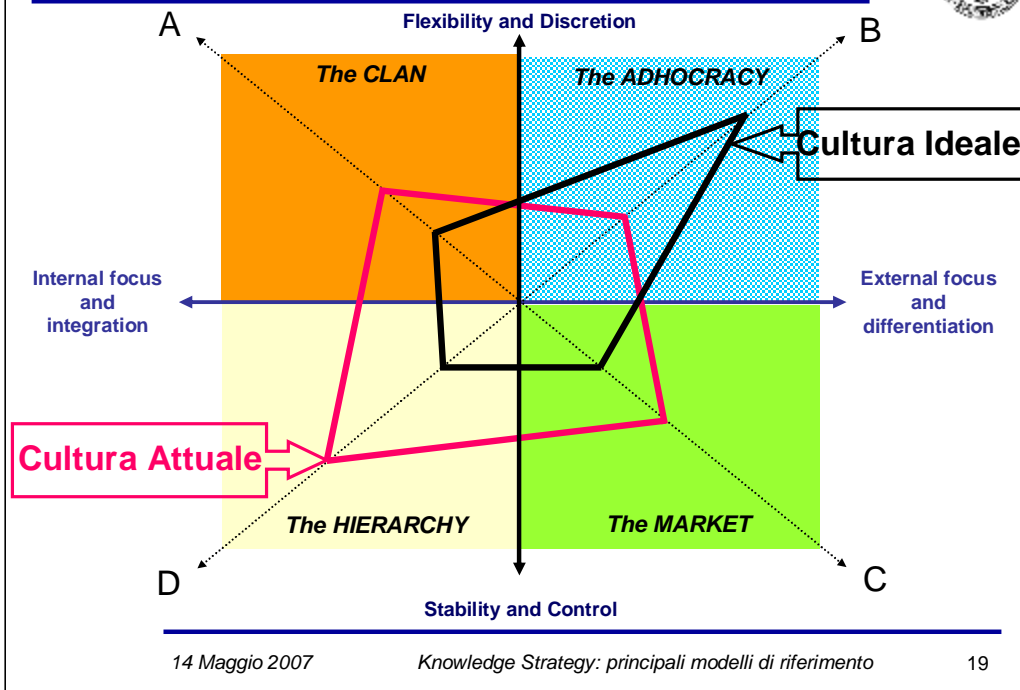 Flexibility and Discretion
A
B
The CLAN
The ADHOCRACY
Cultura Ideale
Internal focus
and
integration
External focus
and
differentiation
Cultura Attuale
The HIERARCHY
The MARKET
D
C
Stability and Control
14 Maggio 2007
Knowledge Strategy: principali modelli di riferimento
19